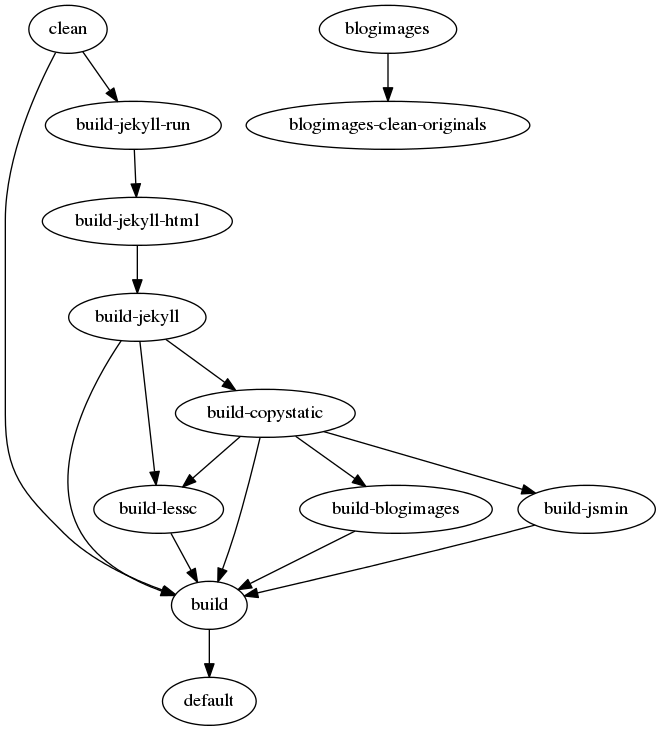 clean
blogimages
build-jekyll-run
blogimages-clean-originals
build-jekyll-html
build-jekyll
build-copystatic
build-lessc
build-blogimages
build-jsmin
build
default